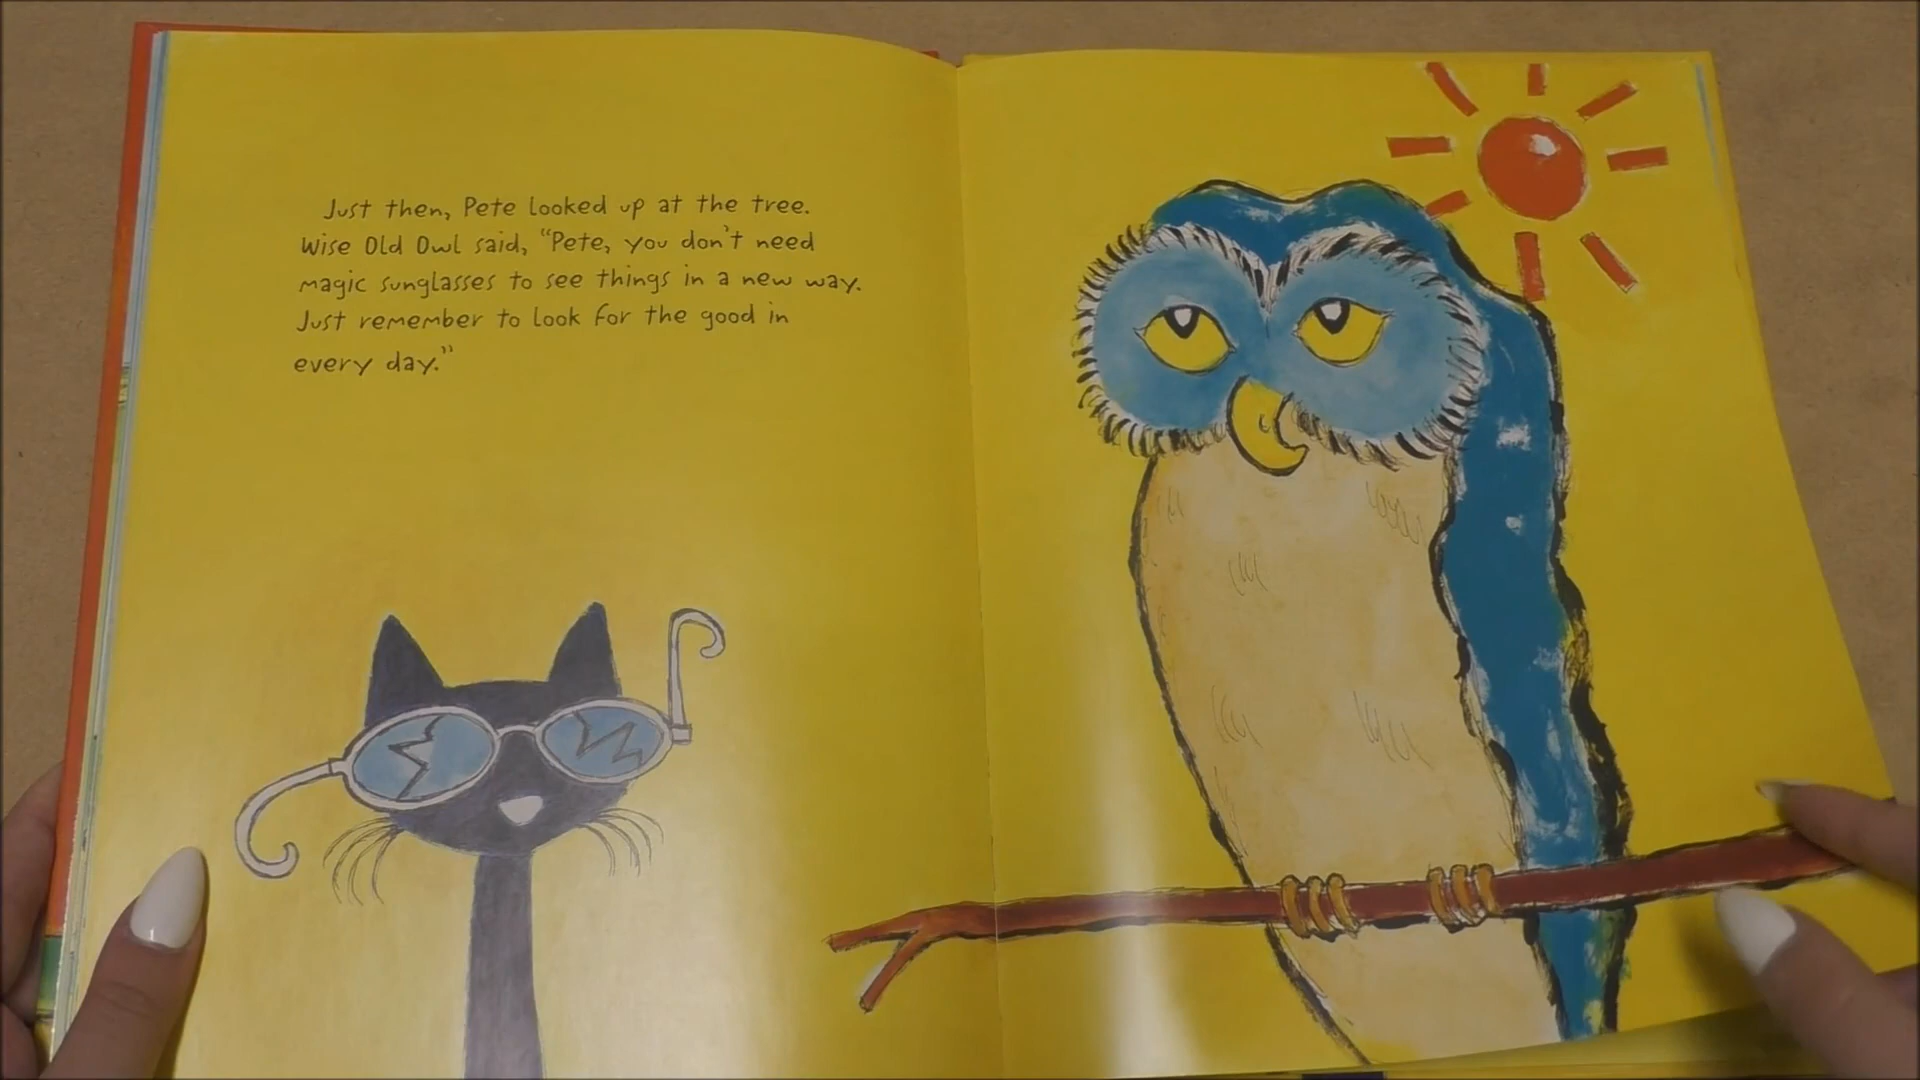 Just then, Pete looked up at the tree.
Wise Old Owl said, “Pete, you don't need
magic sunglasses to see things in a new way.
Just remember to look for the good in
every day.”